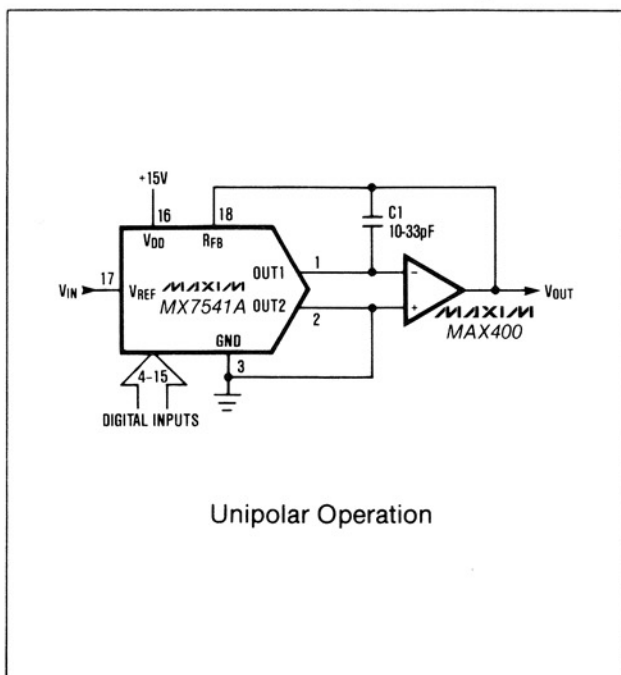 +15V
16
18
VDD
RFB
C1
10-33pF
OUT1
1
17
VIN
VREF
MAXIM
MX7541A
OUT2
2
−
+
VOUT
MAXIM
MAX400
GND
3
4-15
DIGITAL INPUTS
Unipolar Operation